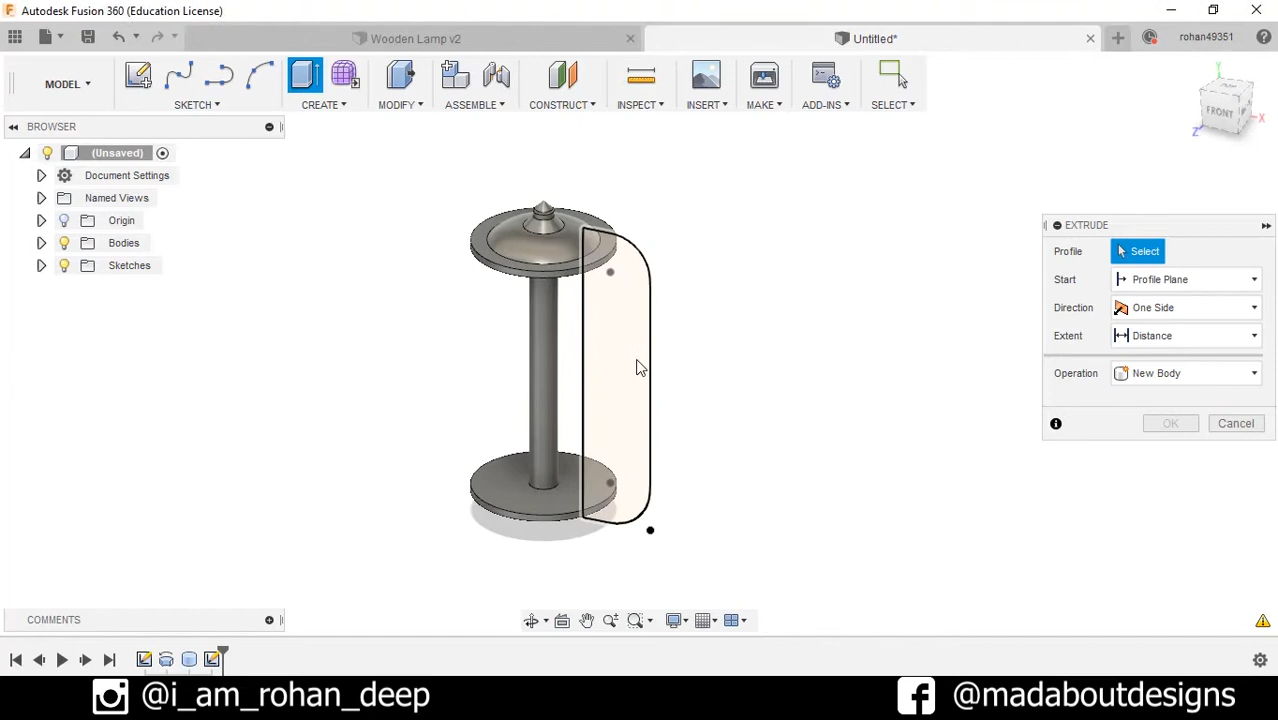 Autodesk Fusion 360 (Education License)
Wooden Lamp v2
Untitled*
rohan49351
MODEL
SKETCH
CREATE
MODIFY
ASSEMBLE
CONSTRUCT
INSPECT
INSERT
MAKE
ADD-INS
SELECT
BROWSER
(Unsaved)
Document Settings
Named Views
Origin
Bodies
Sketches
Y
FRONT
X
Z
EXTRUDE
Profile Select
Start Profile Plane
Direction One Side
Extent Distance
Operation New Body
OK Cancel
COMMENTS
@i_am_rohan_deep
@madaboutdesigns